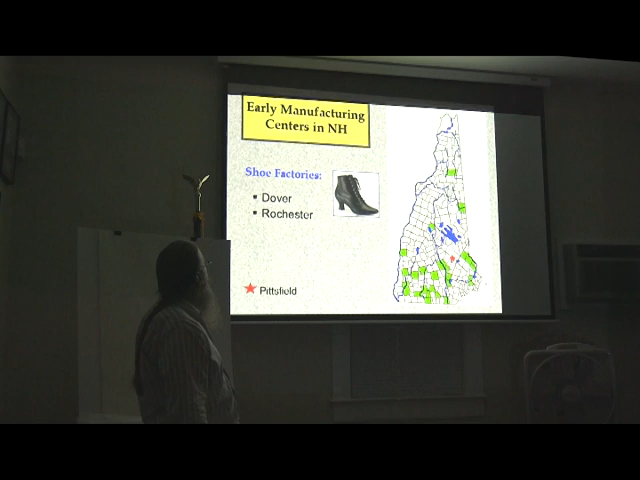 Early Manufacturing
Centers in NH
Shoe Factories:
▪ Dover
▪ Rochester
★ Pittsfield